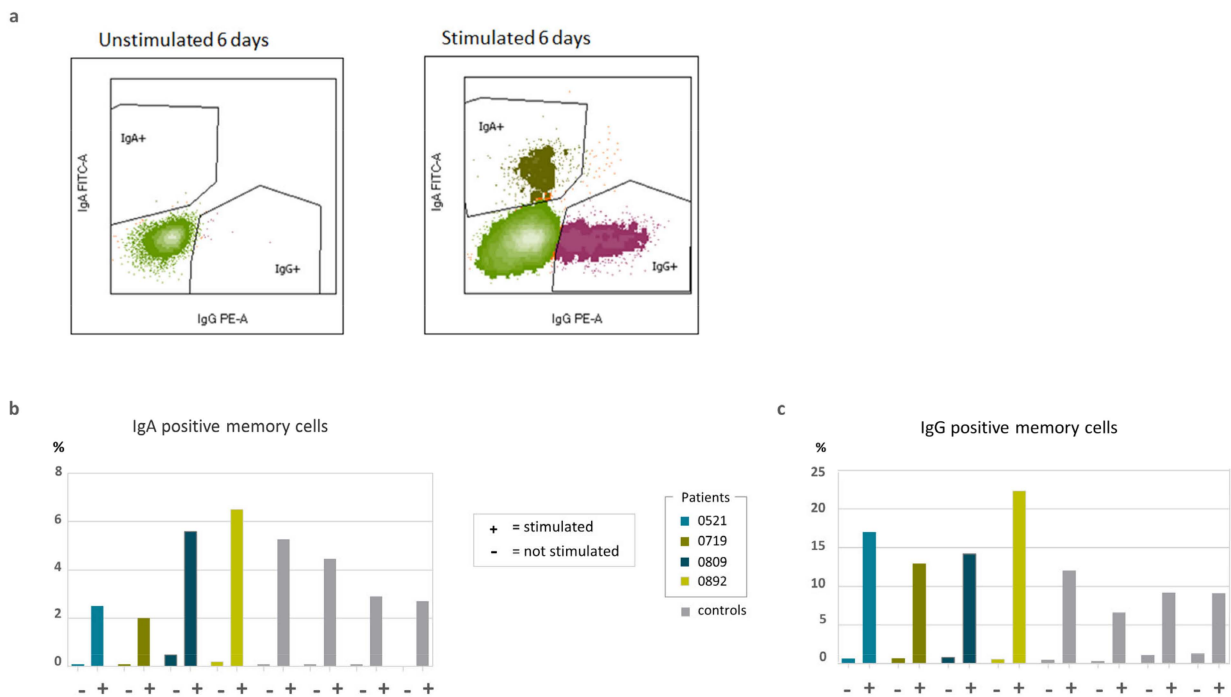 a
Unstimulated 6 days
Stimulated 6 days
IgA+
IgG+
IgA FITC-A
IgG PE-A
IgA+
IgG+
IgA FITC-A
IgG PE-A
b
IgA positive memory cells
%
8
6
4
2
0
- + - + - + - + - + - + - + - +
+ = stimulated
- = not stimulated
Patients
0521
0719
0809
0892
controls
c
IgG positive memory cells
%
25
20
15
10
5
0
- + - + - + - + - + - + - + - +